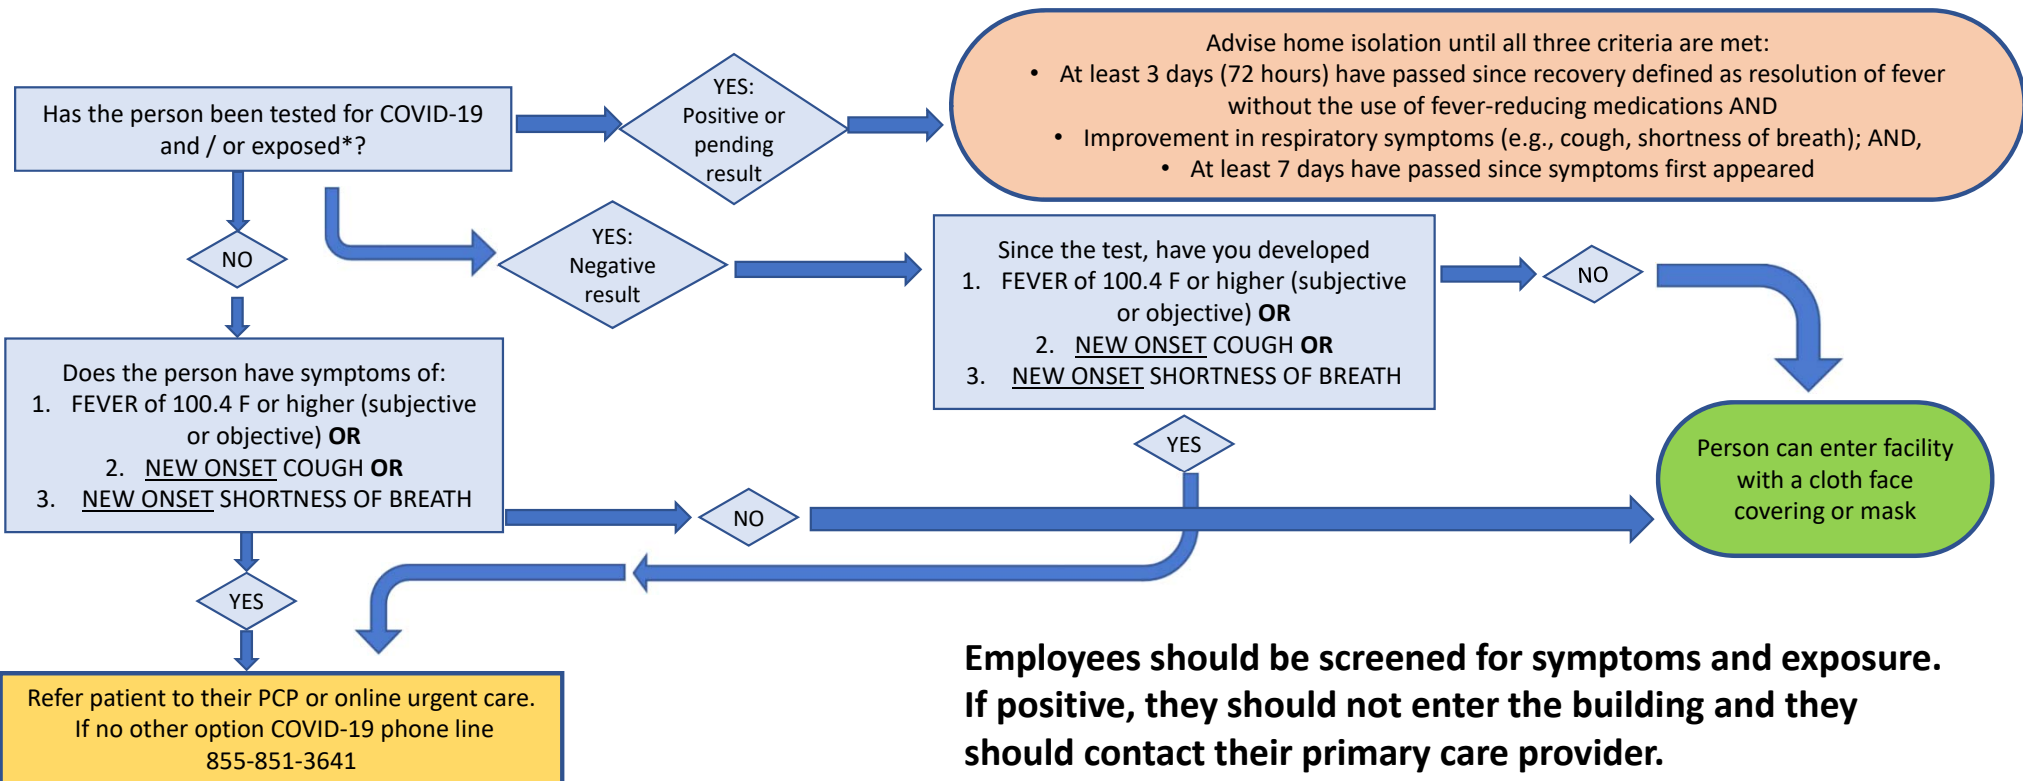 Has the person been tested for COVID-19
and / or exposed*?
YES:
Positive or
pending
result
Advise home isolation until all three criteria are met:
• At least 3 days (72 hours) have passed since recovery defined as resolution of fever
without the use of fever-reducing medications AND
• Improvement in respiratory symptoms (e.g., cough, shortness of breath); AND,
• At least 7 days have passed since symptoms first appeared
NO
YES:
Negative
result
Since the test, have you developed
1. FEVER of 100.4 F or higher (subjective
or objective) OR
2. NEW ONSET COUGH OR
3. NEW ONSET SHORTNESS OF BREATH
NO
Does the person have symptoms of:
1. FEVER of 100.4 F or higher (subjective
or objective) OR
2. NEW ONSET COUGH OR
3. NEW ONSET SHORTNESS OF BREATH
YES
Person can enter facility
with a cloth face
covering or mask
NO
YES
Refer patient to their PCP or online urgent care.
If no other option COVID-19 phone line
855-851-3641
Employees should be screened for symptoms and exposure.
If positive, they should not enter the building and they
should contact their primary care provider.